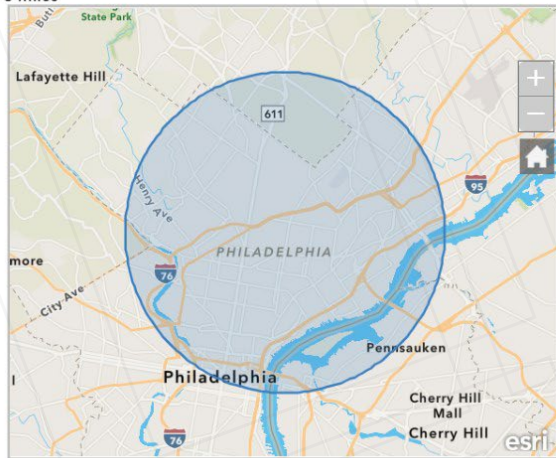 State Park
Lafayette Hill
+
−
611
Henry Ave
95
PHILADELPHIA
more
76
City Ave
Pennsauken
Philadelphia
Cherry Hill
Mall
76
Cherry Hill
esri